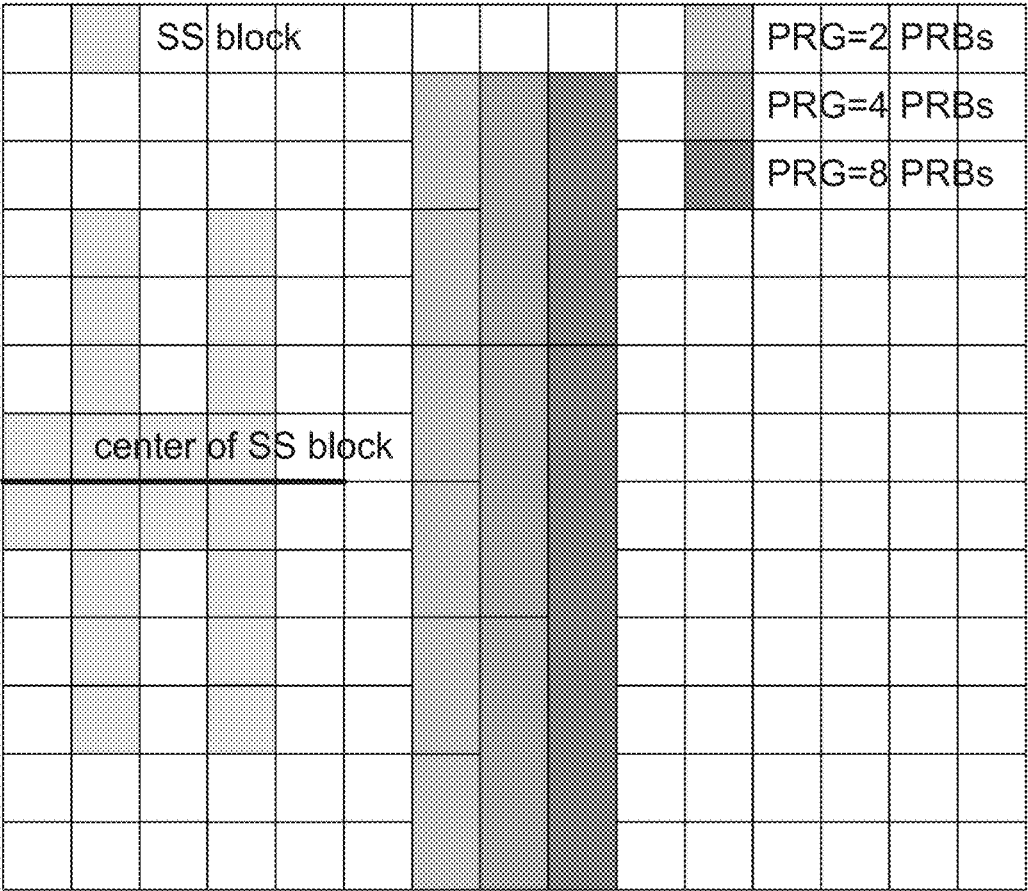 SS block
PRG=2 PRBs
PRG=4 PRBs
PRG=8 PRBs
center of SS block